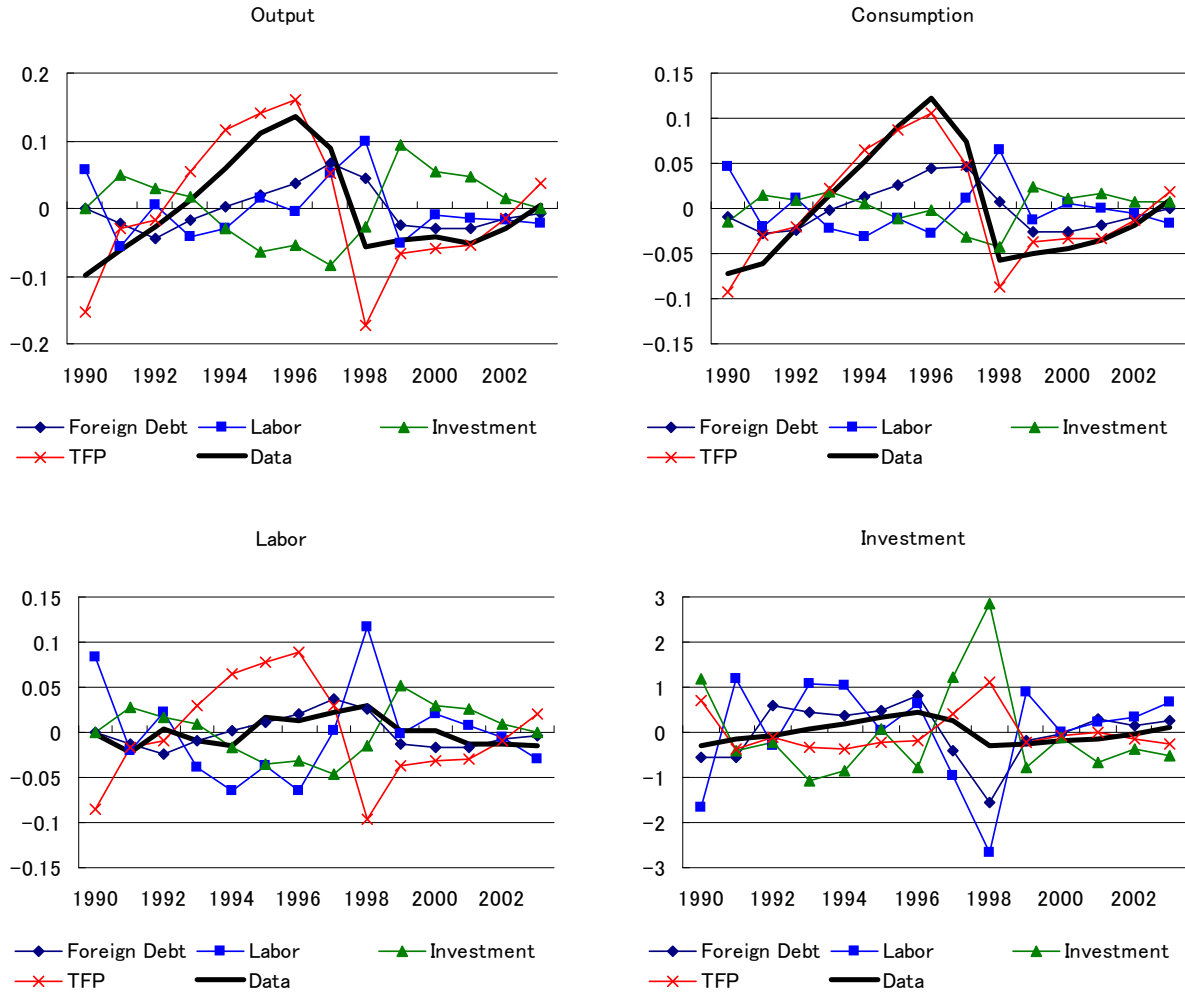 Output
0.2
0.1
0
−0.1
−0.2
1990 1992 1994 1996 1998 2000 2002
Foreign Debt Labor Investment
TFP Data
Consumption
0.15
0.1
0.05
0
−0.05
−0.1
−0.15
1990 1992 1994 1996 1998 2000 2002
Foreign Debt Labor Investment
TFP Data
Labor
0.15
0.1
0.05
0
−0.05
−0.1
−0.15
1990 1992 1994 1996 1998 2000 2002
Foreign Debt Labor Investment
TFP Data
Investment
3
2
1
0
−1
−2
−3
1990 1992 1994 1996 1998 2000 2002
Foreign Debt Labor Investment
TFP Data